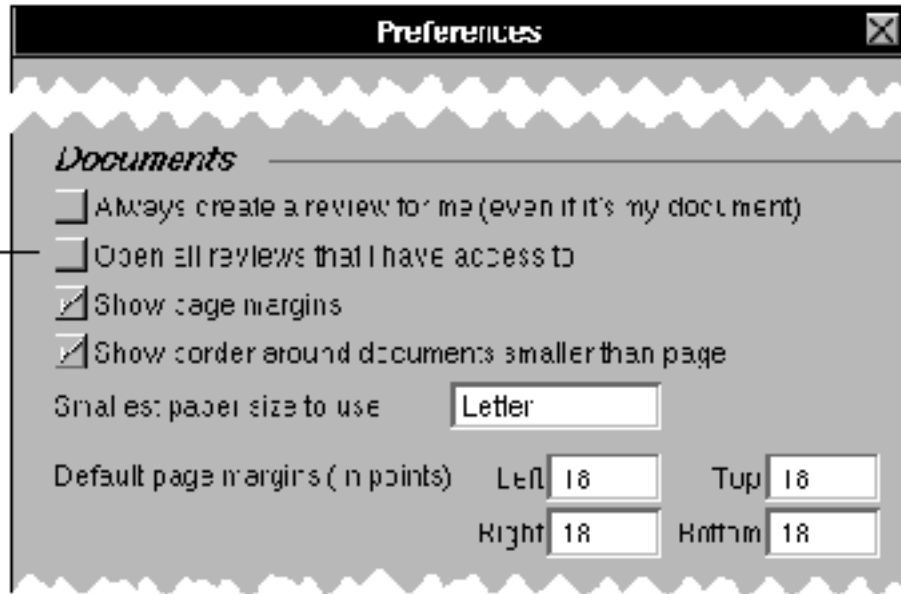 Preferences
Documents
Always create a review for me (even if it's my document)
Open all reviews that I have access to
Show page margins
Show border around documents smaller than page
Smallest paper size to use Letter
Default page margins (in points) Left 18 Top 18
Right 18 Bottom 18